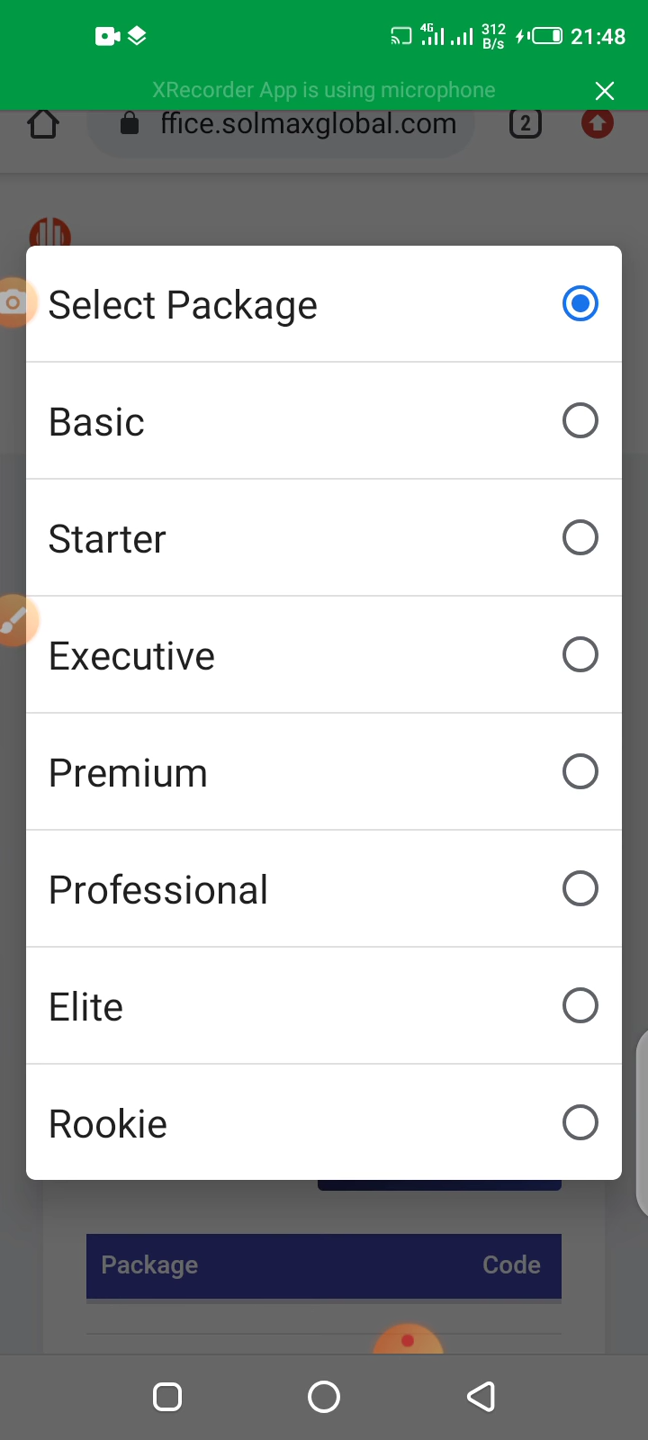 4G 312 B/s 21:48
XRecorder App is using microphone
ffice.solmaxglobal.com 2
Select Package
Basic
Starter
Executive
Premium
Professional
Elite
Rookie
Package Code